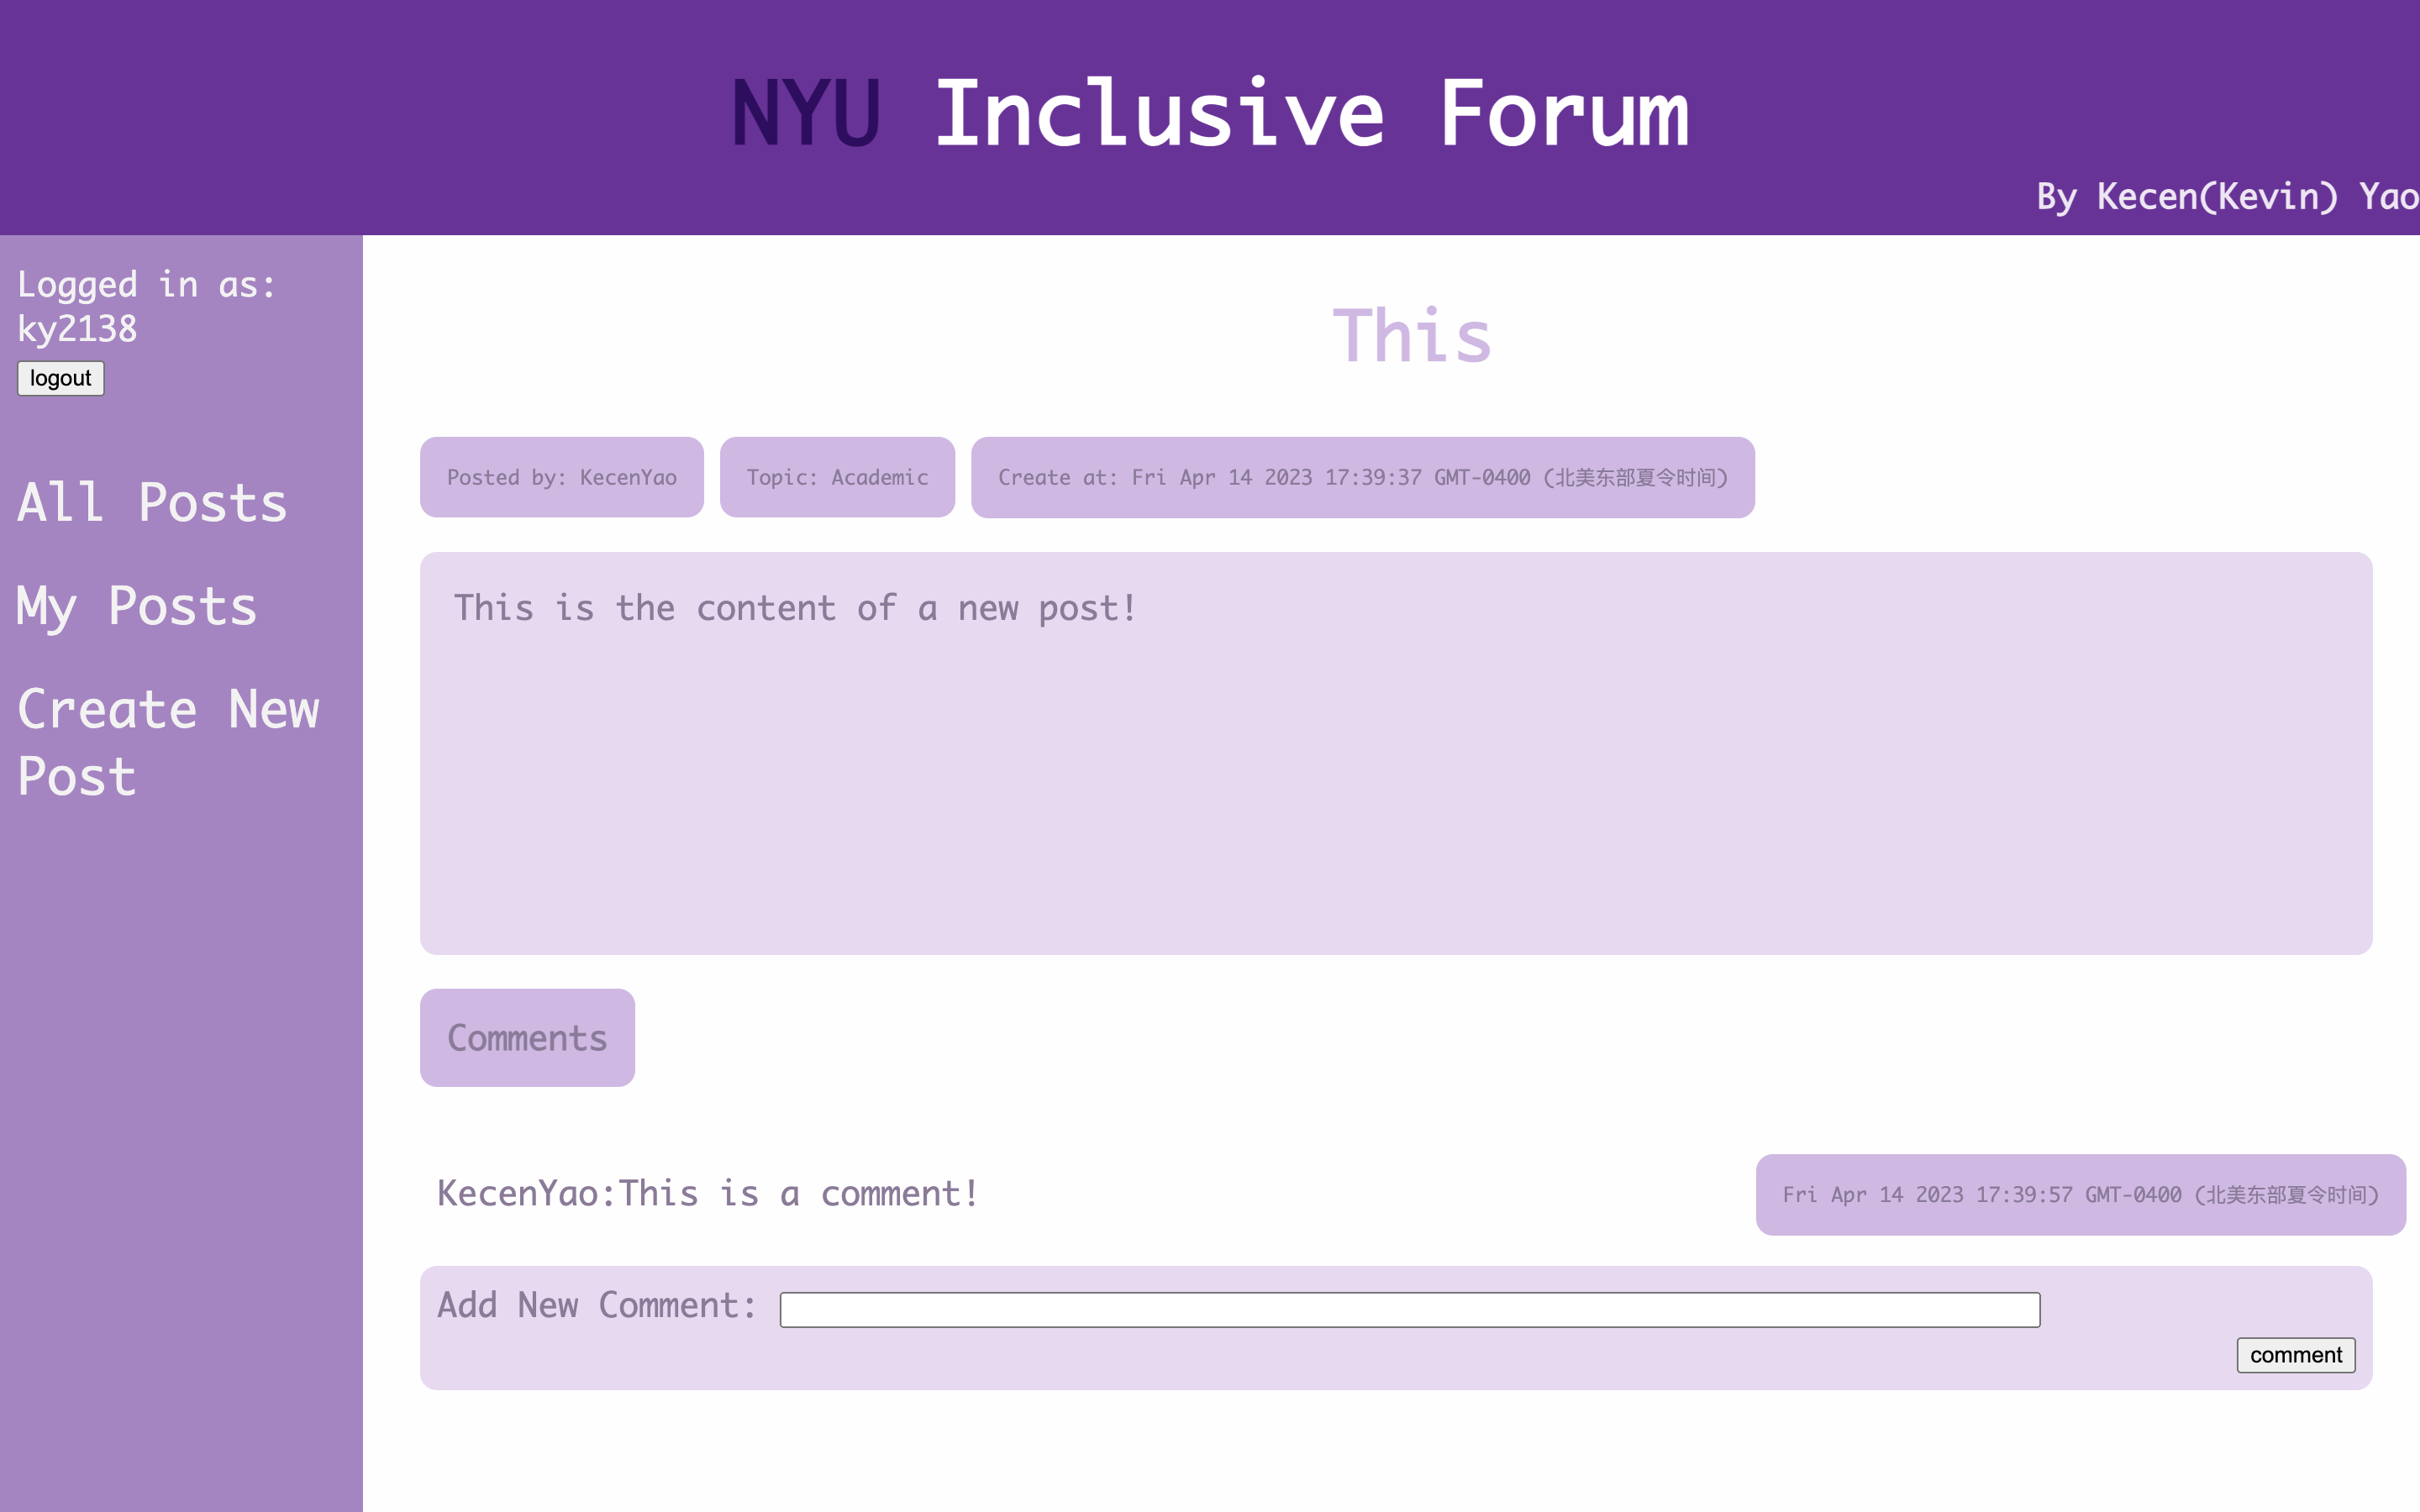 NYU Inclusive Forum
By Kecen(Kevin) Yao
Logged in as:
ky2138
logout
All Posts
My Posts
Create New
Post
This
Posted by: KecenYao
Topic: Academic
Create at: Fri Apr 14 2023 17:39:37 GMT-0400 (北美东部夏令时间)
This is the content of a new post!
Comments
KecenYao:This is a comment!
Fri Apr 14 2023 17:39:57 GMT-0400 (北美东部夏令时间)
Add New Comment:
comment